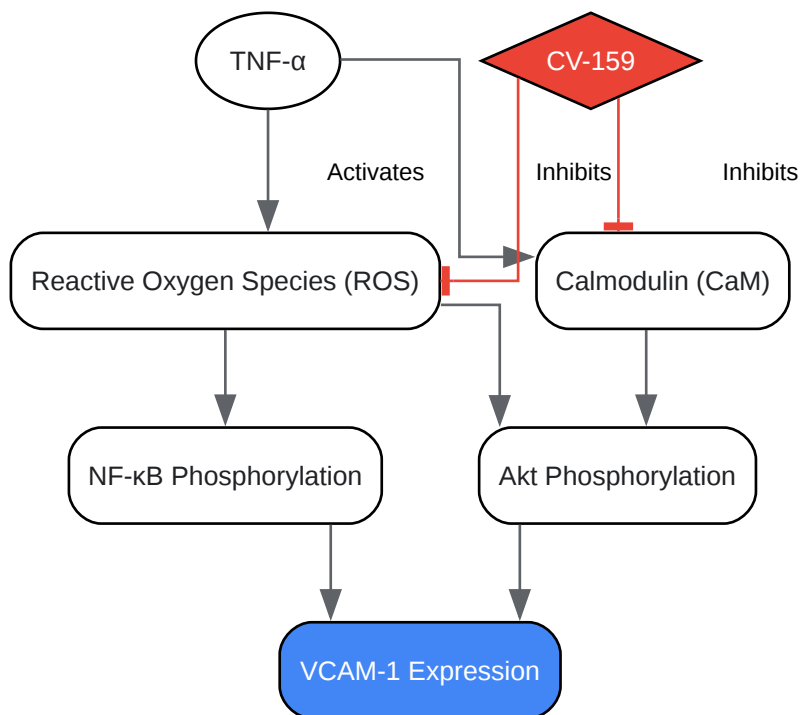 TNF-α
CV-159
Activates
Inhibits
Inhibits
Reactive Oxygen Species (ROS)
Calmodulin (CaM)
NF-κB Phosphorylation
Akt Phosphorylation
VCAM-1 Expression